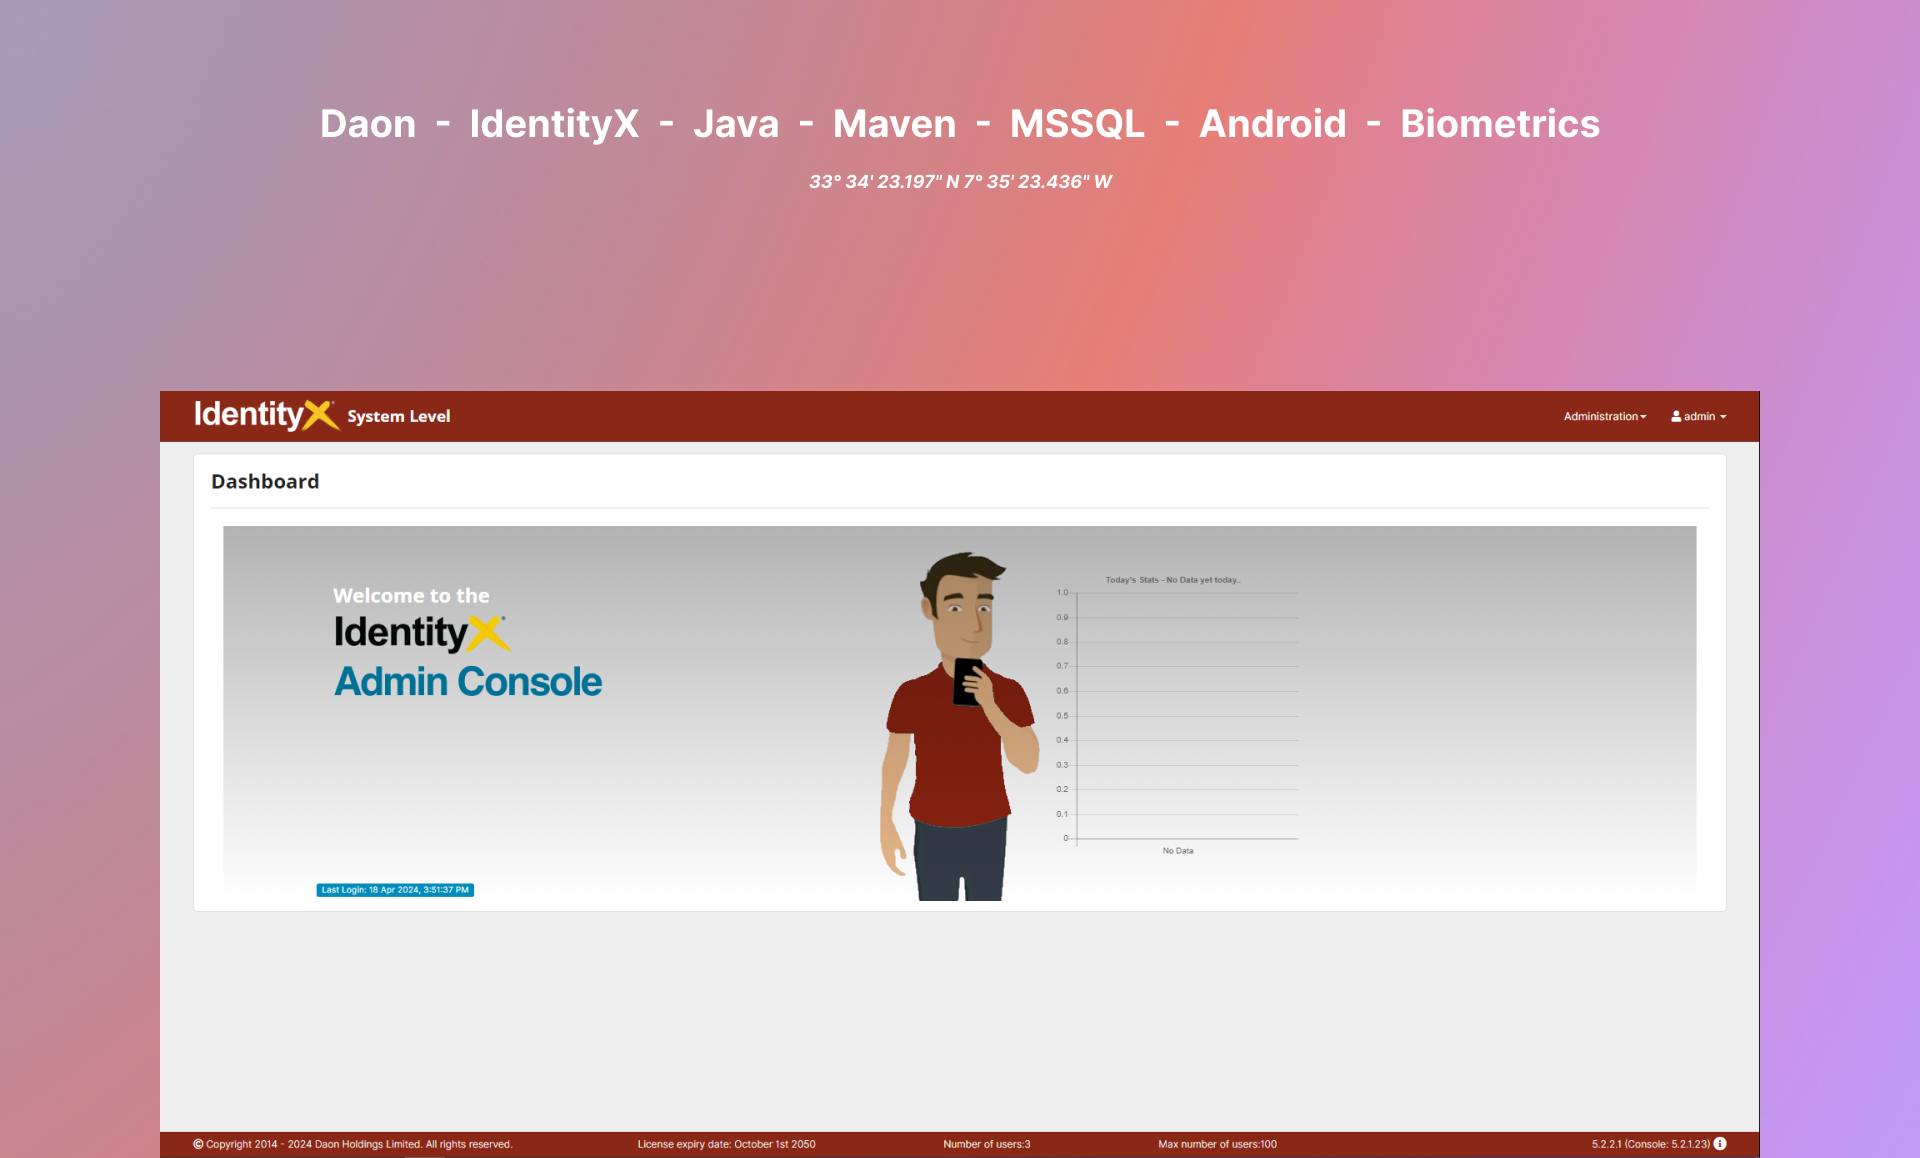 Daon - IdentityX - Java - Maven - MSSQL - Android - Biometrics
33° 34' 23.197" N 7° 35' 23.436" W
IdentityX System Level
Administration
admin
Dashboard
Welcome to the
IdentityX
Admin Console
Last Login: 18 Apr 2024, 3:51:37 PM
Today's Stats - No Data yet today..
1.0
0.9
0.8
0.7
0.6
0.5
0.4
0.3
0.2
0.1
0
No Data
© Copyright 2014 - 2024 Daon Holdings Limited. All rights reserved.
License expiry date: October 1st 2050
Number of users:3
Max number of users:100
5.2.2.1 (Console: 5.2.1.23)